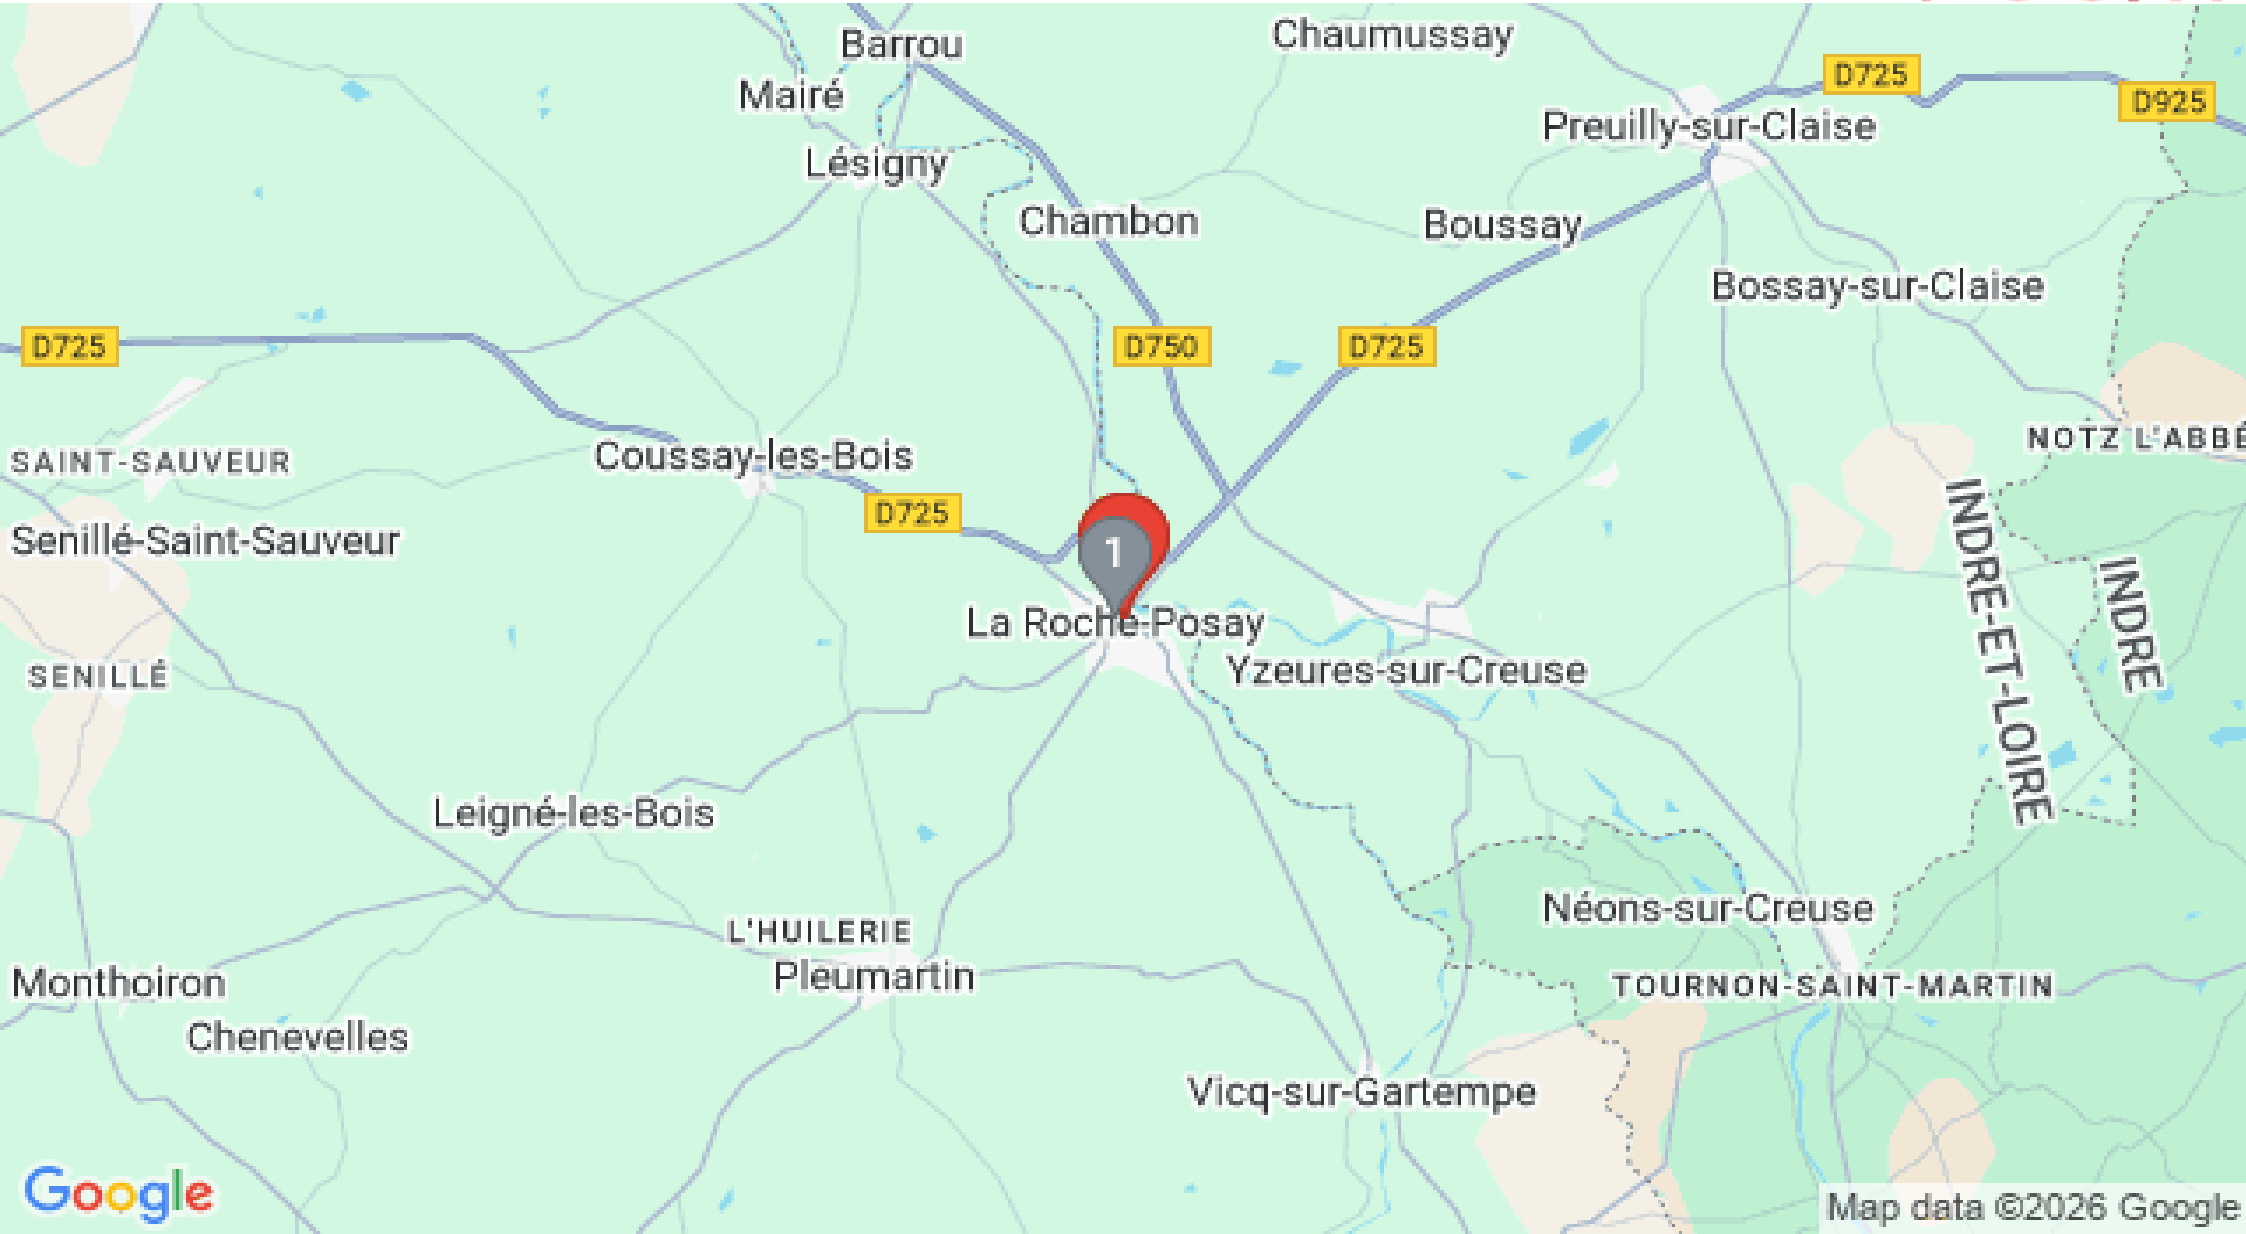 Barrou
Chaumussay
Mairé
D725
D925
Preuilly-sur-Claise
Lésigny
Chambon
Boussay
Bossay-sur-Claise
D725
D750
D725
Coussay-les-Bois
SAINT-SAUVEUR
NOTZ L'ABBÉ
D725
Senillé-Saint-Sauveur
1
INDRE-ET-LOIRE
INDRE
La Roche-Posay
Yzeures-sur-Creuse
SENILLÉ
Leigné-les-Bois
Néons-sur-Creuse
L'HUILERIE
Pleumartin
Monthoiron
TOURNON-SAINT-MARTIN
Chenevelles
Vicq-sur-Gartempe
Google
Map data ©2026 Google